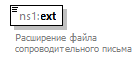 ns1:ext
Расширение файла
сопроводительного письма